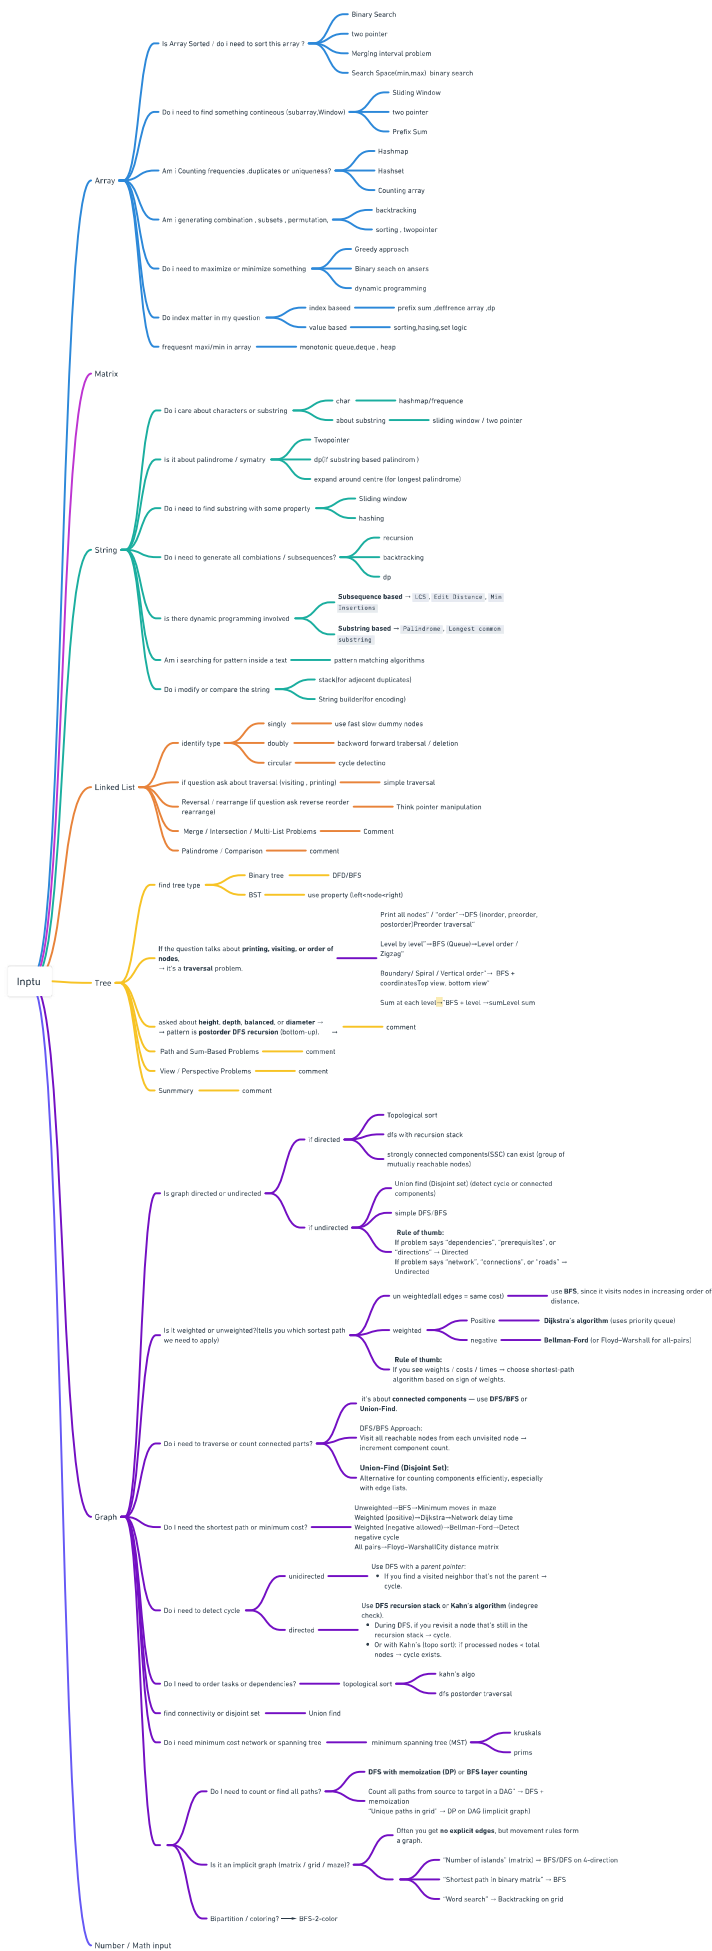 Inptu
Array
Is Array Sorted / do i need to sort this array ?
Binary Search
two pointer
Merging interval problem
Search Space(min,max) binary search
Do i need to find something contineous (subarray,Window)
Sliding Window
two pointer
Prefix Sum
Am i Counting frequencies ,duplicates or uniqueness?
Hashmap
Hashset
Counting array
Am i generating combination , subsets , permutation,
backtracking
sorting , twopointer
Do i need to maximize or minimize something
Greedy approach
Binary seach on ansers
dynamic programming
Do index matter in my question
index baseed
prefix sum ,deffrence array ,dp
value based
sorting,hasing,set logic
frequesnt maxi/min in array
monotonic queue,deque , heap
Matrix
String
Do i care about characters or substring
char
hashmap/frequence
about substring
sliding window / two pointer
is it about palindrome / symatry
Twopointer
dp(if substring based palindrom )
expand around centre (for longest palindrome)
Do i need to find substring with some property
Sliding window
hashing
Do i need to generate all combiations / subsequences?
recursion
backtracking
dp
is there dynamic programming involved
Subsequence based → LCS, Edit Distance, Min
Insertions
Substring based → Palindrome, Longest common
substring
Am i searching for pattern inside a text
pattern matching algorithms
Do i modify or compare the string
stack(for adjecent duplicates)
String builder(for encoding)
Linked List
identify type
singly
use fast slow dummy nodes
doubly
backword forward trabersal / deletion
circular
cycle detecting
if question ask about traversal (visiting , printing)
simple traversal
Reversal / rearrange (if question ask reverse reorder
rearrange)
Think pointer manipulation
Merge / Intersection / Multi-List Problems
Comment
Palindrome / Comparison
comment
Tree
find tree type
Binary tree
DFD/BFS
BST
use property (left<node<right)
If the question talks about printing, visiting, or order of
nodes,
→ it's a traversal problem.
Print all nodes" / "order"→DFS (inorder, preorder,
postorder)Preorder traversal"
Level by level"→BFS (Queue)→Level order /
Zigzag"
Boundary/ Spiral / Vertical order"→ BFS +
coordinatesTop view, bottom view"
Sum at each level→"BFS + level →sumLevel sum
asked about height, depth, balanced, or diameter →
→ pattern is postorder DFS recursion (bottom-up). →
comment
Path and Sum-Based Problems
comment
View / Perspective Problems
comment
Sunmmery
comment
Graph
Is graph directed or undirected
if directed
Topological sort
dfs with recursion stack
strongly connected components(SSC) can exist (group of
mutually reachable nodes)
if undirected
Union find (Disjoint set) (detect cycle or connected
components)
simple DFS/BFS
Rule of thumb:
If problem says "dependencies", "prerequisites", or
"directions" → Directed
If problem says "network", "connections", or "roads" →
Undirected
Is it weighted or unweighted?(tells you which sortest path
we need to apply)
un weighted(all edges = same cost)
use BFS, since it visits nodes in increasing order of
distance.
weighted
Positive
Dijkstra's algorithm (uses priority queue)
negative
Bellman-Ford (or Floyd–Warshall for all-pairs)
Rule of thumb:
If you see weights / costs / times → choose shortest-path
algorithm based on sign of weights.
Do i need to traverse or count connected parts?
it's about connected components — use DFS/BFS or
Union-Find.
DFS/BFS Approach:
Visit all reachable nodes from each unvisited node →
increment component count.
Union-Find (Disjoint Set):
Alternative for counting components efficiently, especially
with edge lists.
Do I need the shortest path or minimum cost?
Unweighted→BFS→Minimum moves in maze
Weighted (positive)→Dijkstra→Network delay time
Weighted (negative allowed)→Bellman-Ford→Detect
negative cycle
All pairs→Floyd–WarshallCity distance matrix
Do i need to detect cycle
unidirected
Use DFS with a parent pointer:
• If you find a visited neighbor that's not the parent →
cycle.
directed
Use DFS recursion stack or Kahn's algorithm (indegree
check).
• During DFS, if you revisit a node that's still in the
recursion stack → cycle.
• Or with Kahn's (topo sort): if processed nodes < total
nodes → cycle exists.
Do I need to order tasks or dependencies?
topological sort
kahn's algo
dfs postorder traversal
find connectivity or disjoint set
Union find
Do i need minimum cost network or spanning tree
minimum spanning tree (MST)
kruskals
prims
Do I need to count or find all paths?
DFS with memoization (DP) or BFS layer counting
Count all paths from source to target in a DAG" → DFS +
memoization
"Unique paths in grid" → DP on DAG (implicit graph)
Is it an implicit graph (matrix / grid / maze)?
Often you get no explicit edges, but movement rules form
a graph.
"Number of islands" (matrix) → BFS/DFS on 4-direction
"Shortest path in binary matrix" → BFS
"Word search" → Backtracking on grid
Bipartition / coloring? → BFS-2-color
Number / Math input